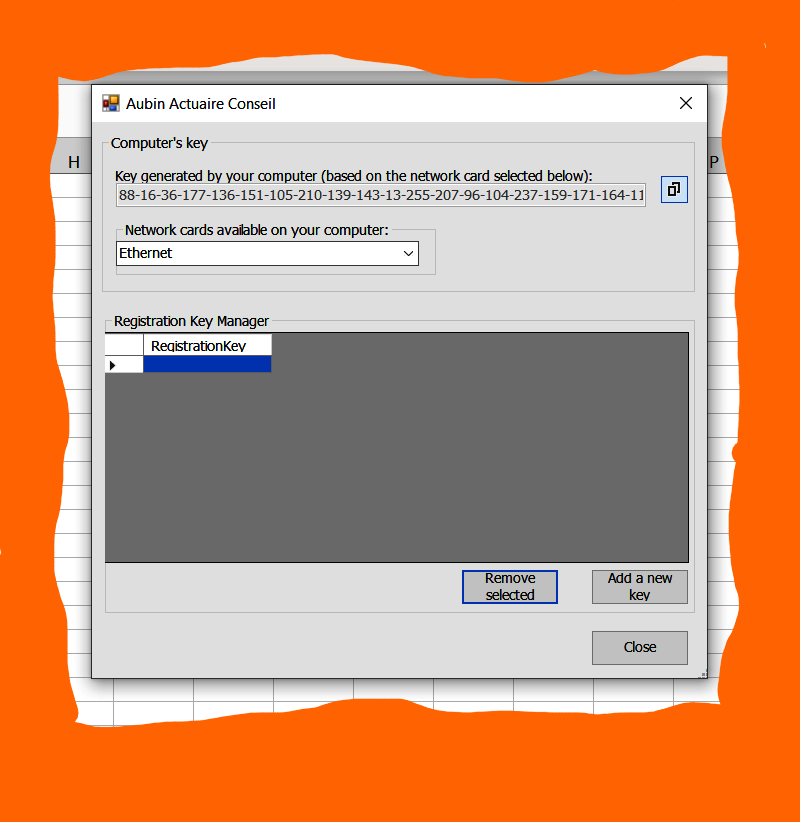 Aubin Actuaire Conseil
H
P
Computer's key
Key generated by your computer (based on the network card selected below):
88-16-36-177-136-151-105-210-139-143-13-255-207-96-104-237-159-171-164-11
Network cards available on your computer:
Ethernet
Registration Key Manager
RegistrationKey
Remove
selected
Add a new
key
Close